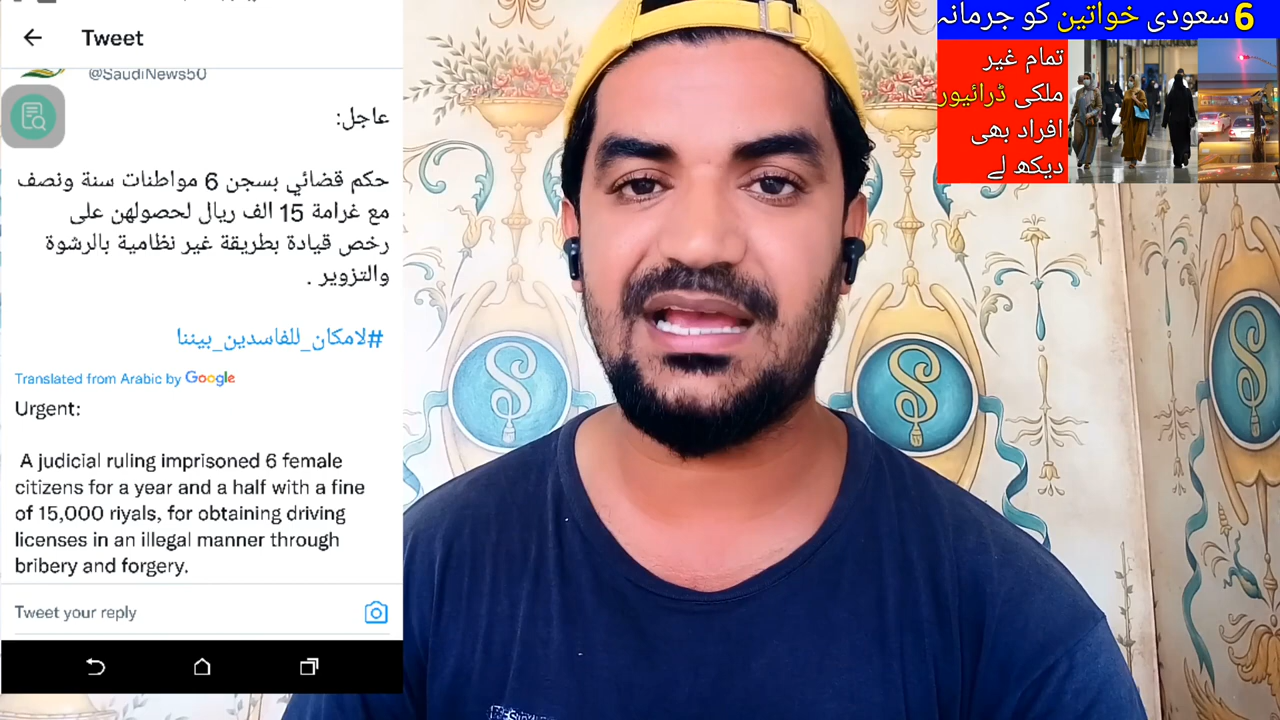 Tweet
@SaudiNews50
عاجل:
حكم قضائي بسجن 6 مواطنات سنة ونصف
مع غرامة 15 الف ريال لحصولهن على
رخص قيادة بطريقة غير نظامية بالرشوة
والتزوير .
#لامكان_للفاسدين_بيننا
Translated from Arabic by Google
Urgent:
A judicial ruling imprisoned 6 female
citizens for a year and a half with a fine
of 15,000 riyals, for obtaining driving
licenses in an illegal manner through
bribery and forgery.
Tweet your reply
6 سعودی خواتین کو جرمانہ
تمام غیر
ملکی ڈرائیور
افراد بھی
دیکھ لے